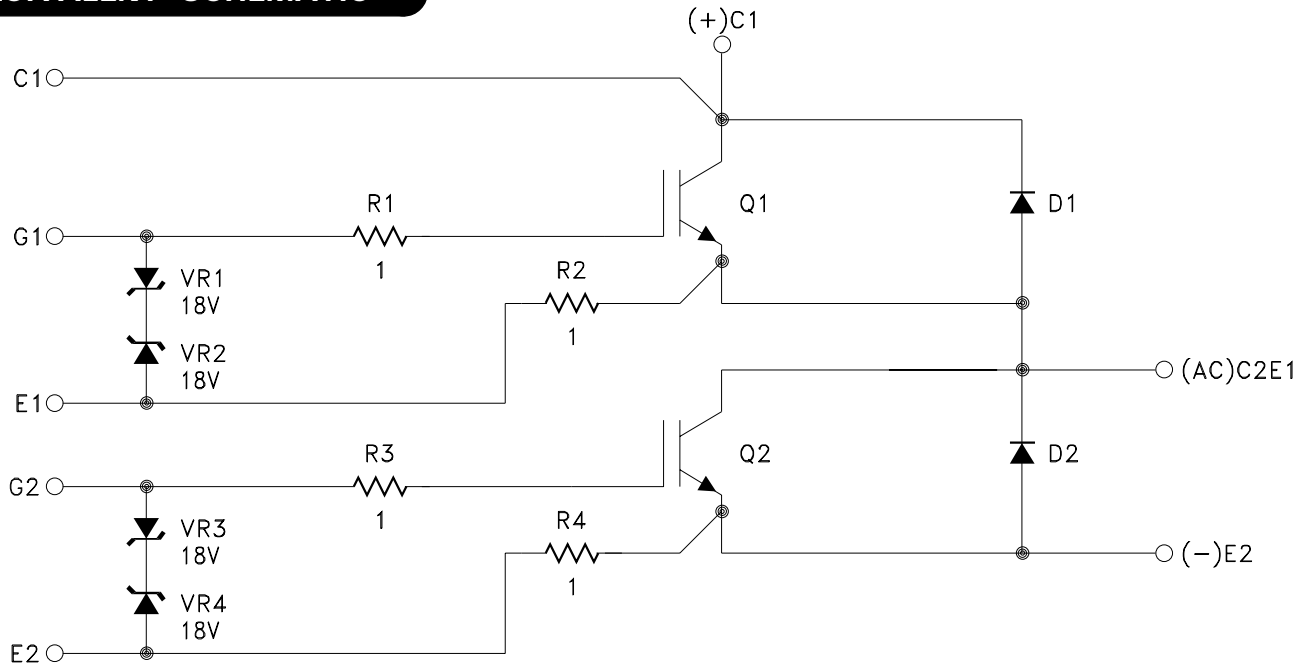 (+)C1
C1
R1
Q1
D1
G1
1
R2
VR1
18V
1
VR2
18V
(AC)C2E1
E1
R3
Q2
D2
G2
1
R4
VR3
18V
(-)E2
1
VR4
18V
E2